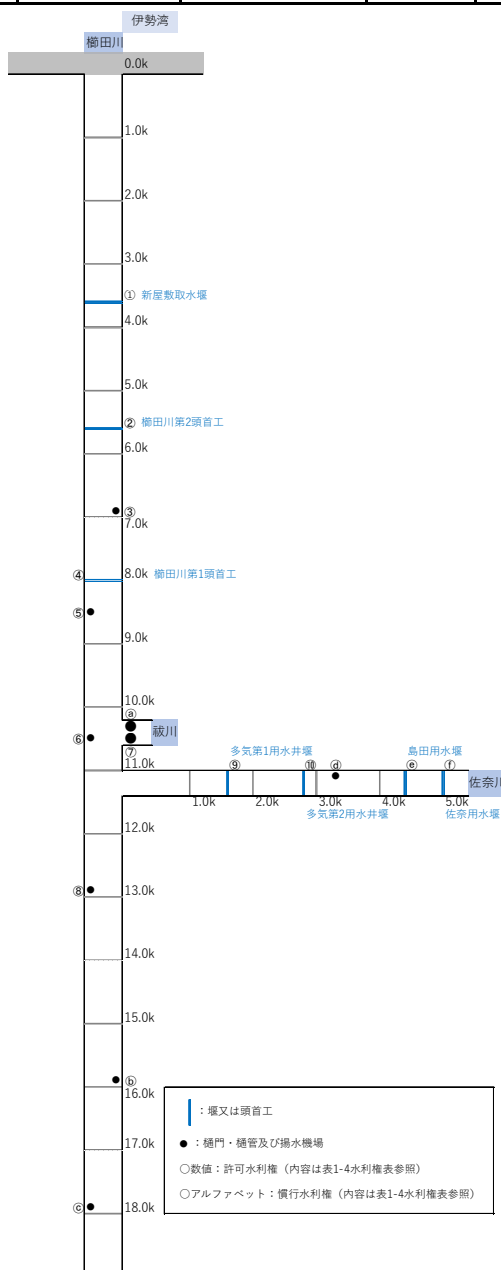 伊勢湾
櫛田川
0.0k
1.0k
2.0k
3.0k
① 新屋敷取水堰
4.0k
5.0k
② 櫛田川第2頭首工
6.0k
③
7.0k
④ 8.0k 櫛田川第1頭首工
⑤
9.0k
10.0k
ⓐ
祓川
⑥
⑦
11.0k
多気第1用水井堰 島田用水堰
⑨ ⑩ ⓓ ⓔ ⓕ
佐奈川
1.0k 2.0k 3.0k 4.0k 5.0k
多気第2用水井堰 佐奈用水堰
12.0k
⑧ 13.0k
14.0k
15.0k
ⓑ
16.0k
：堰又は頭首工
17.0k
●：樋門・樋管及び揚水機場
○数値：許可水利権（内容は表1-4水利権表参照）
○アルファベット：慣行水利権（内容は表1-4水利権表参照）
ⓒ 18.0k